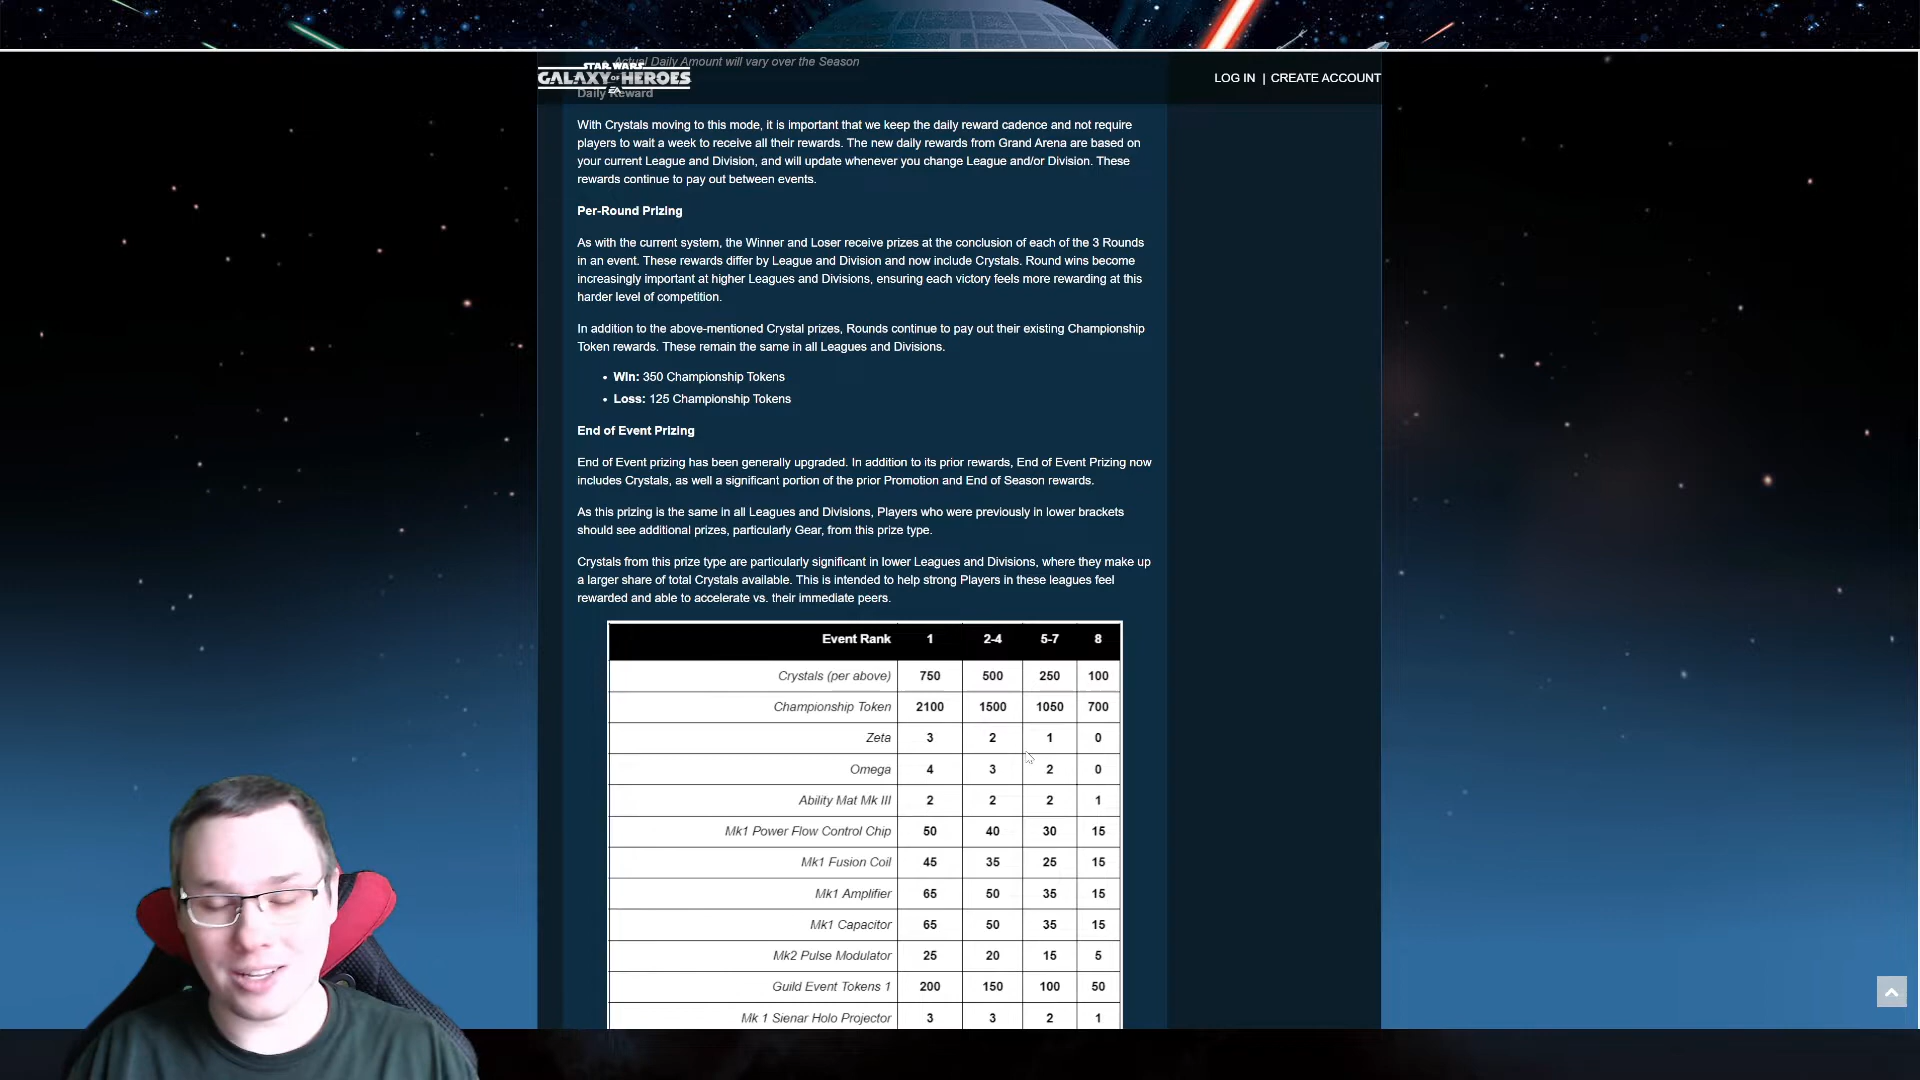 Actual Daily Amount will vary over the Season
STAR WARS
GALAXY OF HEROES
EA
LOG IN | CREATE ACCOUNT
Daily Reward
With Crystals moving to this mode, it is important that we keep the daily reward cadence and not require
players to wait a week to receive all their rewards. The new daily rewards from Grand Arena are based on
your current League and Division, and will update whenever you change League and/or Division. These
rewards continue to pay out between events.
Per-Round Prizing
As with the current system, the Winner and Loser receive prizes at the conclusion of each of the 3 Rounds
in an event. These rewards differ by League and Division and now include Crystals. Round wins become
increasingly important at higher Leagues and Divisions, ensuring each victory feels more rewarding at this
harder level of competition.
In addition to the above-mentioned Crystal prizes, Rounds continue to pay out their existing Championship
Token rewards. These remain the same in all Leagues and Divisions.
• Win: 350 Championship Tokens
• Loss: 125 Championship Tokens
End of Event Prizing
End of Event prizing has been generally upgraded. In addition to its prior rewards, End of Event Prizing now
includes Crystals, as well a significant portion of the prior Promotion and End of Season rewards.
As this prizing is the same in all Leagues and Divisions, Players who were previously in lower brackets
should see additional prizes, particularly Gear, from this prize type.
Crystals from this prize type are particularly significant in lower Leagues and Divisions, where they make up
a larger share of total Crystals available. This is intended to help strong Players in these leagues feel
rewarded and able to accelerate vs. their immediate peers.
Event Rank 1 2-4 5-7 8
Crystals (per above) 750 500 250 100
Championship Token 2100 1500 1050 700
Zeta 3 2 1 0
Omega 4 3 2 0
Ability Mat Mk III 2 2 2 1
Mk1 Power Flow Control Chip 50 40 30 15
Mk1 Fusion Coil 45 35 25 15
Mk1 Amplifier 65 50 35 15
Mk1 Capacitor 65 50 35 15
Mk2 Pulse Modulator 25 20 15 5
Guild Event Tokens 1 200 150 100 50
Mk 1 Sienar Holo Projector 3 3 2 1